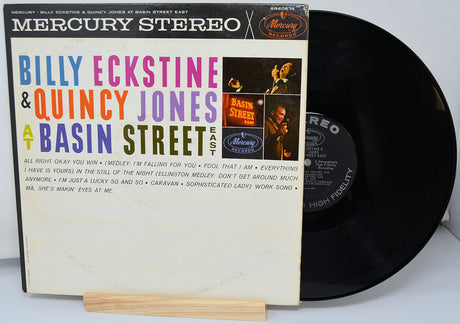 MERCURY • BILLY ECKSTINE & QUINCY JONES AT BASIN STREET EAST
SR60674
MERCURY STEREO
Mercury
RECORDS
BILLY ECKSTINE
& QUINCY JONES
AT BASIN STREET EAST
BASIN
STREET
EAST
Mercury
RECORDS
ALL RIGHT OKAY YOU WIN • (MEDLEY: I'M FALLING FOR YOU • FOOL THAT I AM • EVERYTHING
I HAVE IS YOURS) IN THE STILL OF THE NIGHT (ELLINGTON MEDLEY: DON'T GET AROUND MUCH
ANYMORE • I'M JUST A LUCKY SO AND SO • CARAVAN • SOPHISTICATED LADY) WORK SONG •
MA, SHE'S MAKIN' EYES AT ME.
STEREO
HIGH FIDELITY